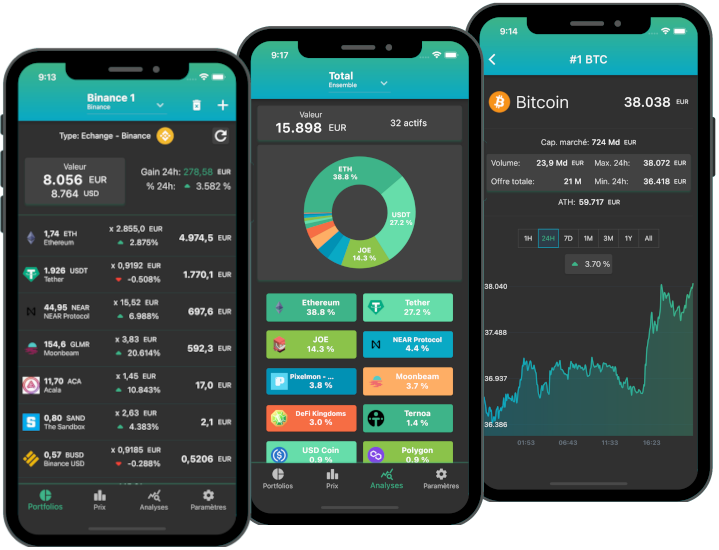 9:13
Binance 1
Binance
Type: Echange - Binance
Valeur
8.056 EUR
8.764 USD
Gain 24h: 278,58 EUR
% 24h: 3.582 %
1,74 ETH
Ethereum
x 2.855,0 EUR
2.875%
4.974,5 EUR
1.926 USDT
Tether
x 0,9192 EUR
-0.508%
1.770,1 EUR
44,95 NEAR
NEAR Protocol
x 15,52 EUR
6.988%
697,6 EUR
154,6 GLMR
Moonbeam
x 3,83 EUR
20.614%
592,3 EUR
11,70 ACA
Acala
x 1,45 EUR
10.843%
17,0 EUR
0,80 SAND
The Sandbox
x 2,63 EUR
4.383%
2,1 EUR
0,57 BUSD
Binance USD
x 0,9185 EUR
-0.288%
0,5206 EUR
Portfolios
Prix
Analyses
Paramètres
9:17
Total
Ensemble
Valeur
15.898 EUR
32 actifs
ETH
38.8 %
USDT
27.2 %
JOE
14.3 %
Ethereum
38.8 %
Tether
27.2 %
JOE
14.3 %
NEAR Protocol
4.4 %
Pixelmon - ...
3.8 %
Moonbeam
3.7 %
DeFi Kingdoms
3.0 %
Ternoa
1.4 %
USD Coin
0.9 %
Polygon
0.9 %
Portfolios
Prix
Analyses
Paramètres
9:14
#1 BTC
Bitcoin
38.038 EUR
Cap. marché: 724 Md EUR
Volume: 23,9 Md EUR
Max. 24h: 38.072 EUR
Offre totale: 21 M
Min. 24h: 36.418 EUR
ATH: 59.717 EUR
1H
24H
7D
1M
3M
1Y
All
3.70 %
38.040
37.488
36.937
36.386
01:53
06:43
11:33
16:23